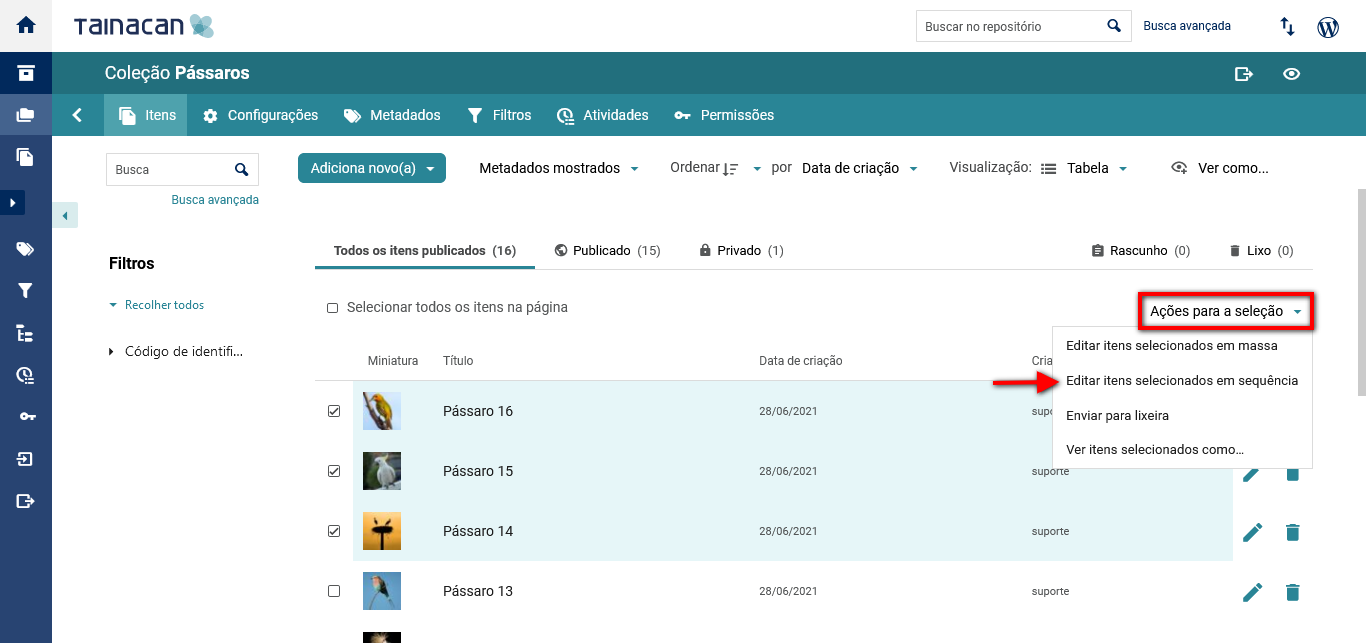 TAINACAN
Buscar no repositório
Busca avançada
Coleção Pássaros
Itens
Configurações
Metadados
Filtros
Atividades
Permissões
Busca
Busca avançada
Adiciona novo(a)
Metadados mostrados
Ordenar
por
Data de criação
Visualização:
Tabela
Ver como...
Todos os itens publicados (16)
Publicado (15)
Privado (1)
Rascunho (0)
Lixo (0)
Filtros
Recolher todos
Código de identifi...
Selecionar todos os itens na página
Ações para a seleção
Editar itens selecionados em massa
Editar itens selecionados em sequência
Enviar para lixeira
Ver itens selecionados como...
Miniatura
Título
Data de criação
Cria
Pássaro 16
28/06/2021
supo
Pássaro 15
28/06/2021
suporte
Pássaro 14
28/06/2021
suporte
Pássaro 13
28/06/2021
suporte